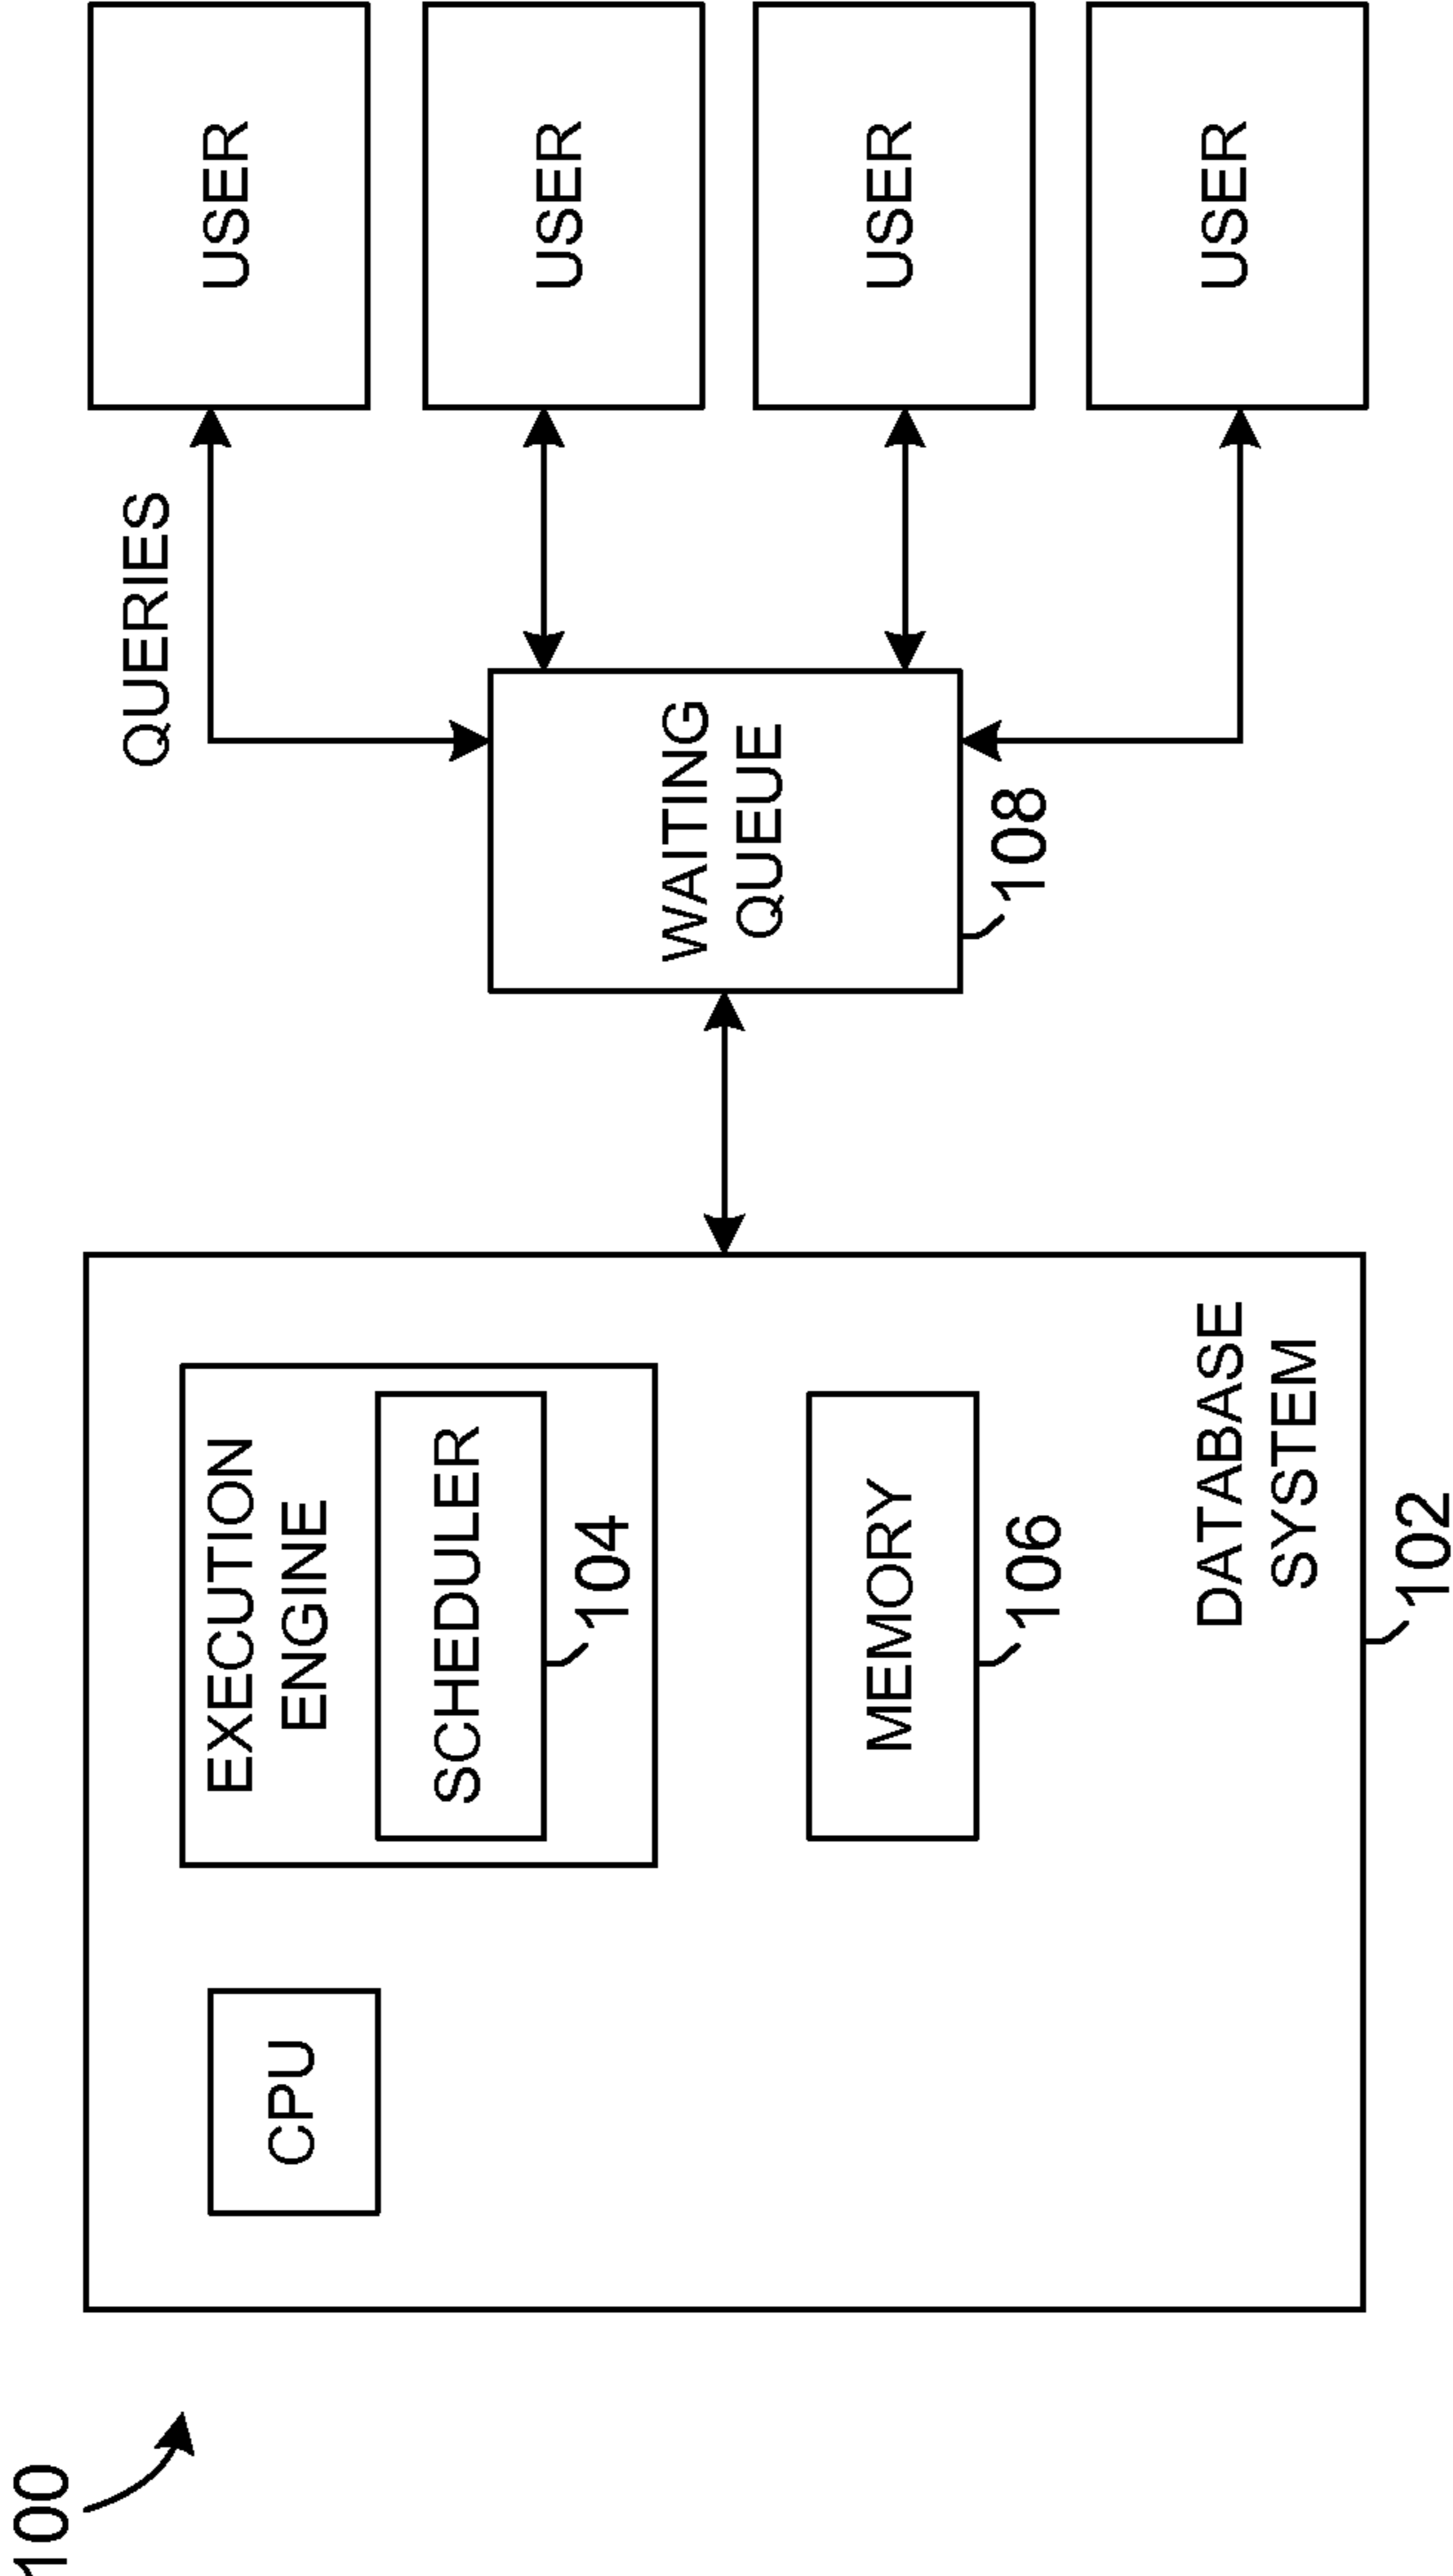 100
CPU
EXECUTION
ENGINE
SCHEDULER
104
MEMORY
106
DATABASE
SYSTEM
102
WAITING
QUEUE
108
QUERIES
USER
USER
USER
USER